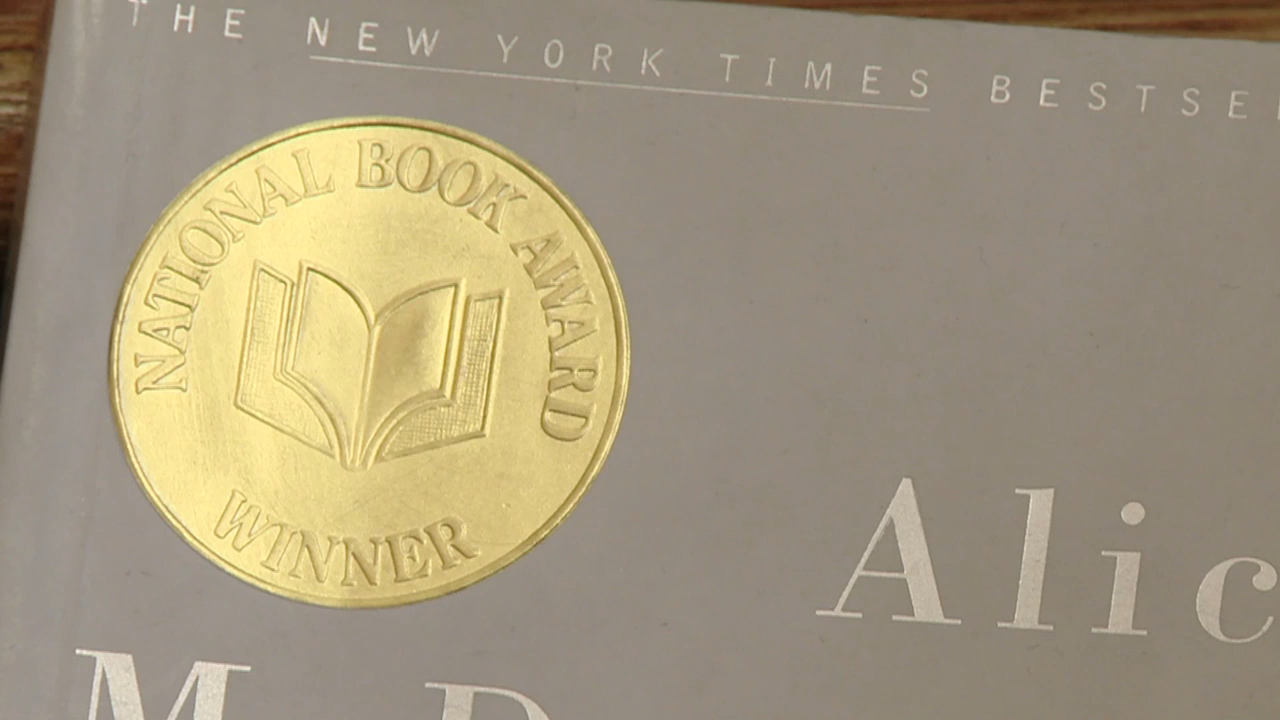 THE NEW YORK TIMES BESTSE
NATIONAL BOOK AWARD
WINNER
Alic
M